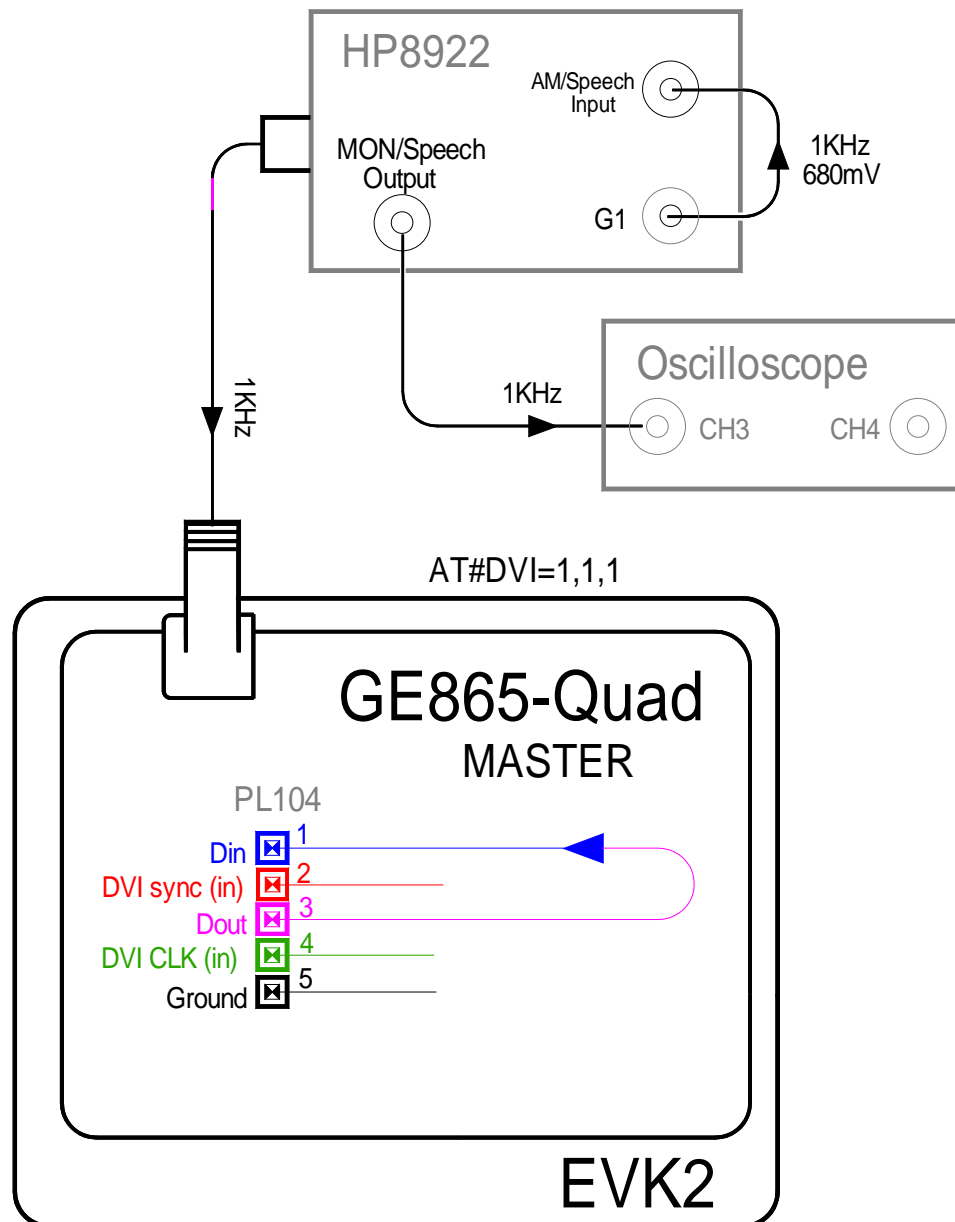 HP8922
AM/Speech
Input
MON/Speech
Output
G1
1KHz
680mV
Oscilloscope
1KHz
1KHz
CH3
CH4
AT#DVI=1,1,1
GE865-Quad
MASTER
PL104
Din
1
DVI sync (in)
2
Dout
3
DVI CLK (in)
4
Ground
5
EVK2